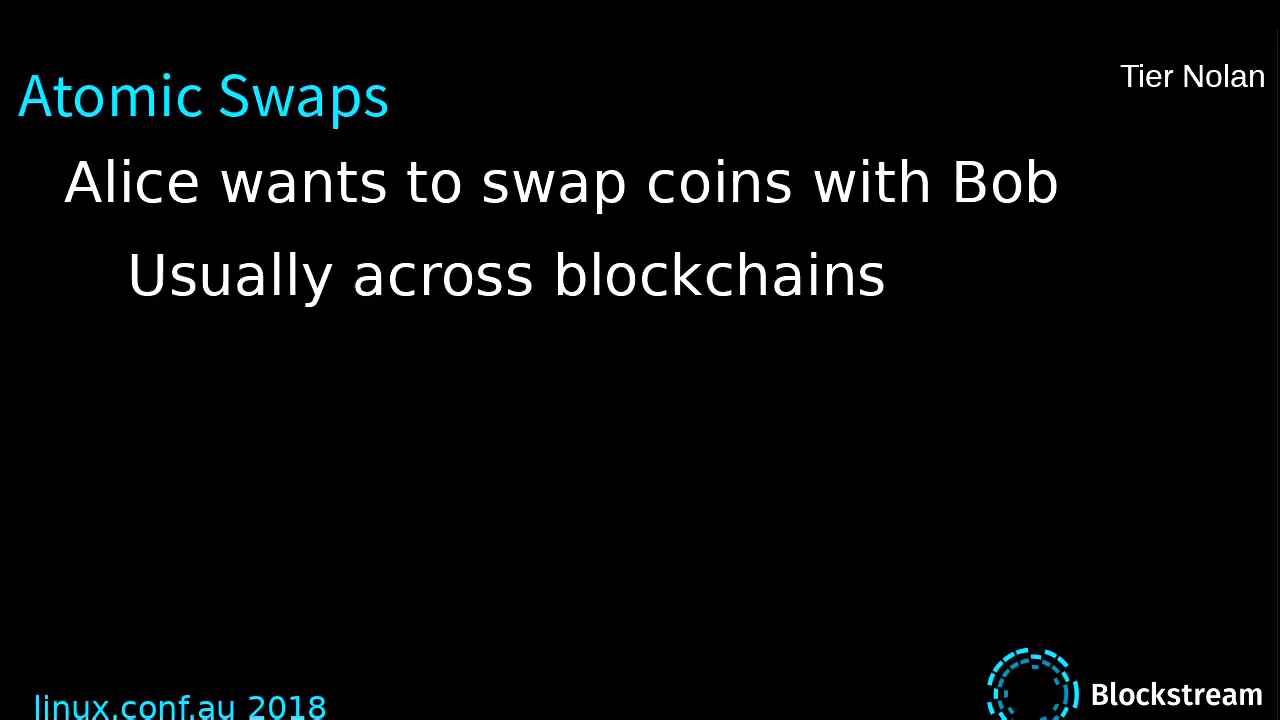 Tier Nolan
Atomic Swaps
Alice wants to swap coins with Bob
Usually across blockchains
linux.conf.au 2018
Blockstream